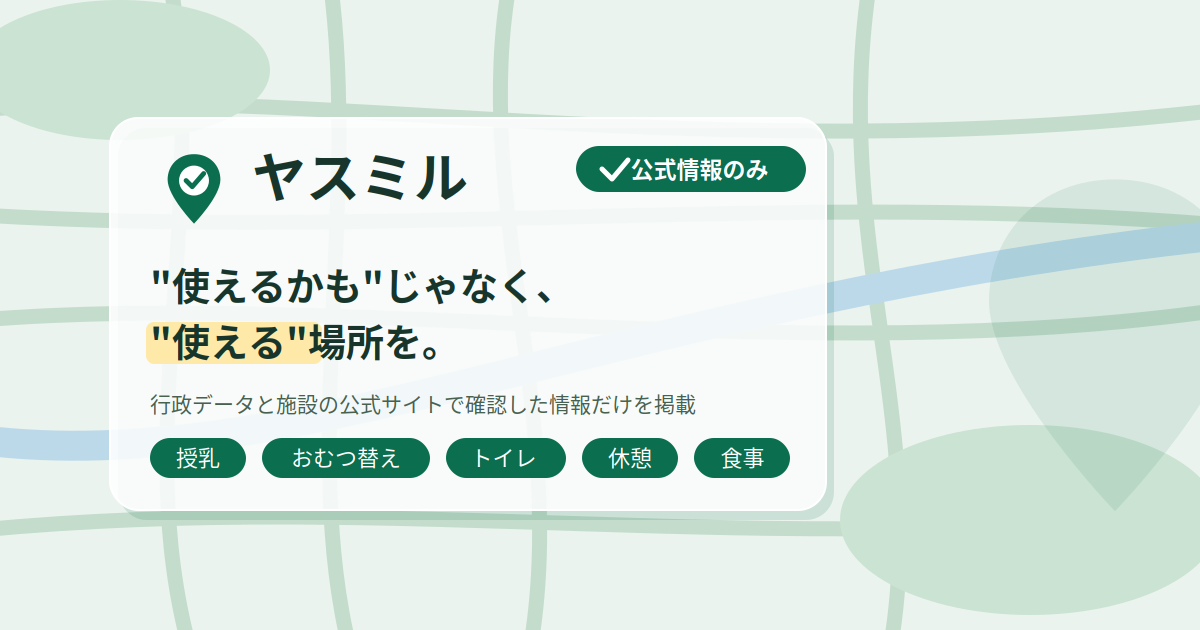 ヤスミル
公式情報のみ
"使えるかも"じゃなく、
"使える"場所を。
行政データと施設の公式サイトで確認した情報だけを掲載
授乳
おむつ替え
トイレ
休憩
食事